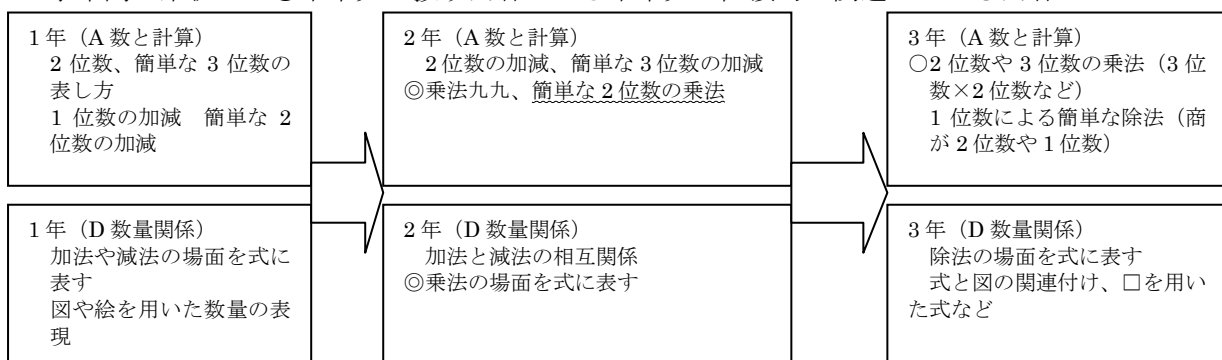 1年（A 数と計算）
2 位数、簡単な 3 位数の
表し方
1 位数の加減　簡単な 2
位数の加減
2年（A 数と計算）
2位数の加減、簡単な3位数の加減
◎乗法九九、簡単な2位数の乗法
3年（A 数と計算）
○2 位数や 3 位数の乗法（3 位
数×2 位数など）
1 位数による簡単な除法（商
が 2 位数や 1 位数）
1年（D 数量関係）
加法や減法の場面を式に
表す
図や絵を用いた数量の表
現
2年（D 数量関係）
加法と減法の相互関係
◎乗法の場面を式に表す
3年（D 数量関係）
除法の場面を式に表す
式と図の関連付け、□を用い
た式など